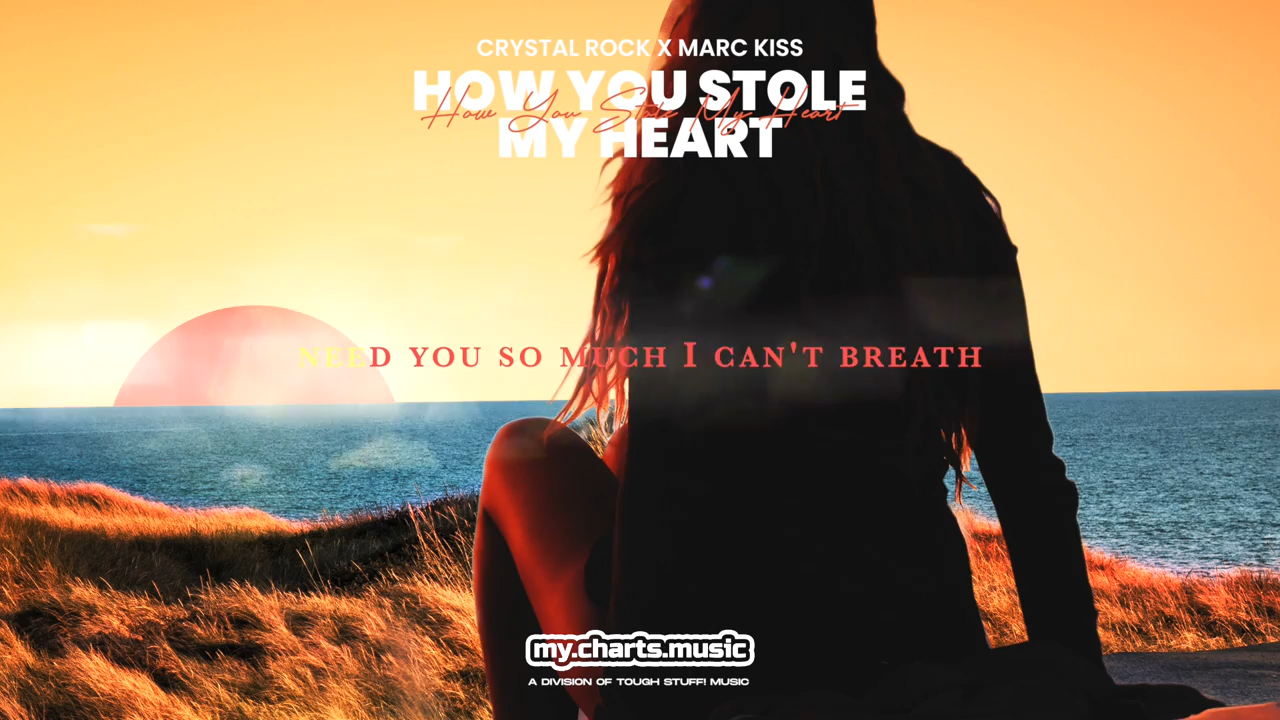 CRYSTAL ROCK X MARC KISS
HOW YOU STOLE
How You Stole My Heart
MY HEART
NEED YOU SO MUCH I CAN'T BREATH
my.charts.music
A DIVISION OF TOUGH STUFF! MUSIC